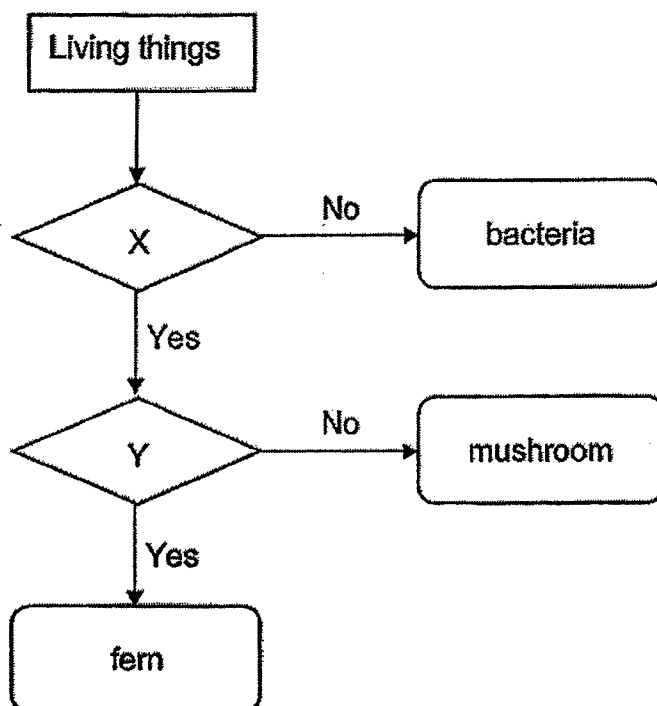 Living things
X
No
bacteria
Yes
Y
No
mushroom
Yes
fern